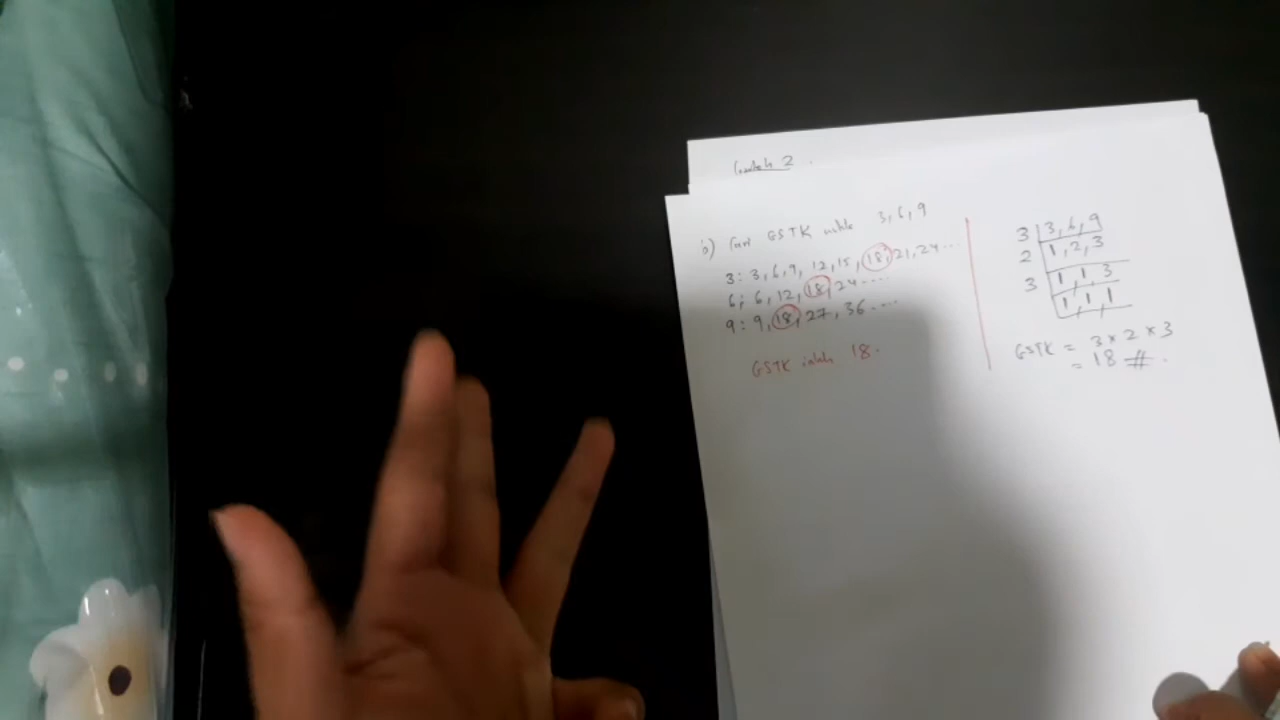 Contoh 2.
b) Cari GSTK untuk 3, 6, 9
3: 3, 6, 9, 12, 15, 18, 21, 24 ...
6: 6, 12, 18, 24 ....
9: 9, 18, 27, 36 ....
GSTK ialah 18.
3 | 3, 6, 9
2 | 1, 2, 3
3 | 1, 1, 3
1, 1, 1
GSTK = 3 × 2 × 3
= 18 #.